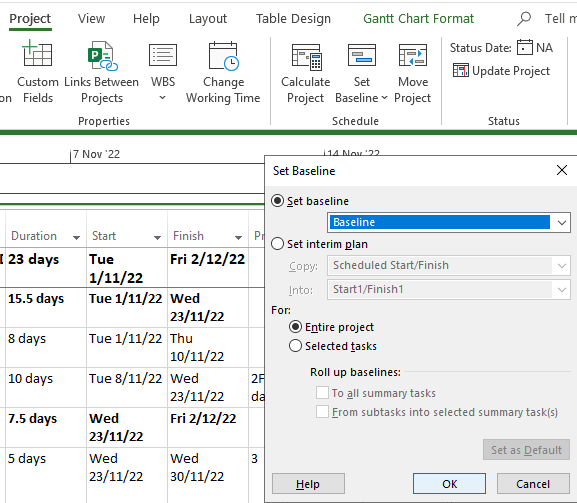 Project View Help Layout Table Design Gantt Chart Format Tell m
on Custom Fields
Links Between Projects
WBS
Change Working Time
Calculate Project
Set Baseline
Move Project
Status Date: NA
Update Project
Properties Schedule Status
7 Nov '22 14 Nov '22
Duration Start Finish Pr
23 days Tue 1/11/22 Fri 2/12/22
15.5 days Tue 1/11/22 Wed 23/11/22
8 days Tue 1/11/22 Thu 10/11/22
10 days Tue 8/11/22 Wed 23/11/22 2F da
7.5 days Wed 23/11/22 Fri 2/12/22
5 days Wed 23/11/22 Wed 30/11/22 3
Set Baseline
Set baseline
Baseline
Set interim plan
Copy: Scheduled Start/Finish
Into: Start1/Finish1
For:
Entire project
Selected tasks
Roll up baselines:
To all summary tasks
From subtasks into selected summary task(s)
Set as Default
Help OK Cancel